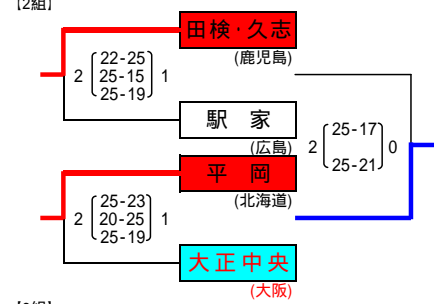 【2組】
田検・久志
(鹿児島)
2 22-25 1
25-15
25-19
駅 家
(広島)
2 25-17 0
25-21
平 岡
(北海道)
2 25-23 1
20-25
25-19
大正中央
(大阪)